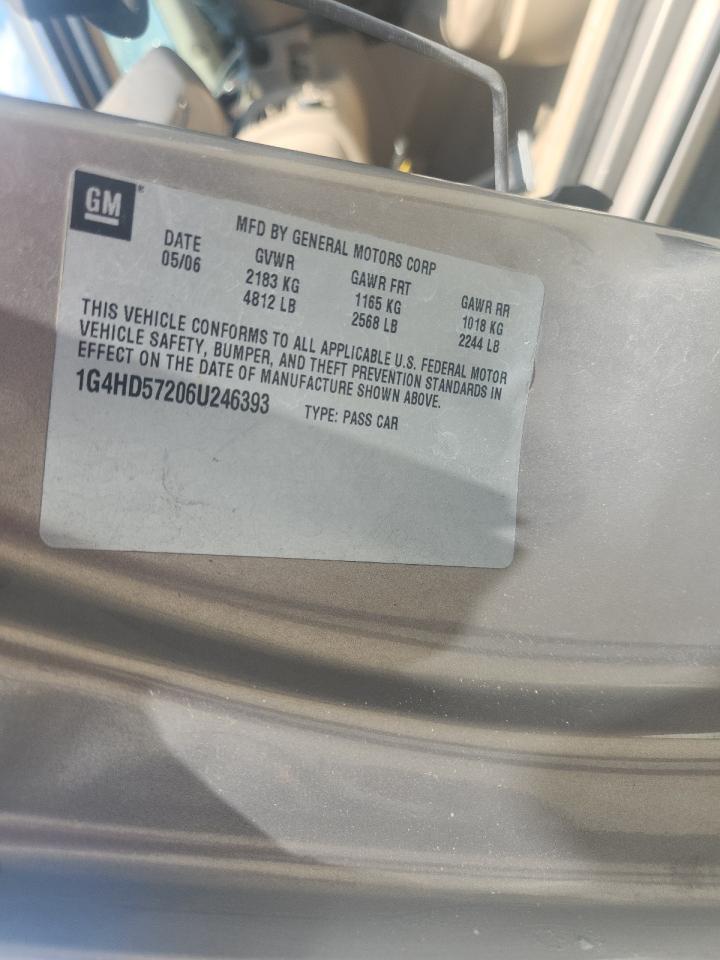 GM®
MFD BY GENERAL MOTORS CORP
DATE GVWR GAWR FRT GAWR RR
05/06 2183 KG 1165 KG 1018 KG
4812 LB 2568 LB 2244 LB
THIS VEHICLE CONFORMS TO ALL APPLICABLE U.S. FEDERAL MOTOR
VEHICLE SAFETY, BUMPER, AND THEFT PREVENTION STANDARDS IN
EFFECT ON THE DATE OF MANUFACTURE SHOWN ABOVE.
1G4HD57206U246393 TYPE: PASS CAR